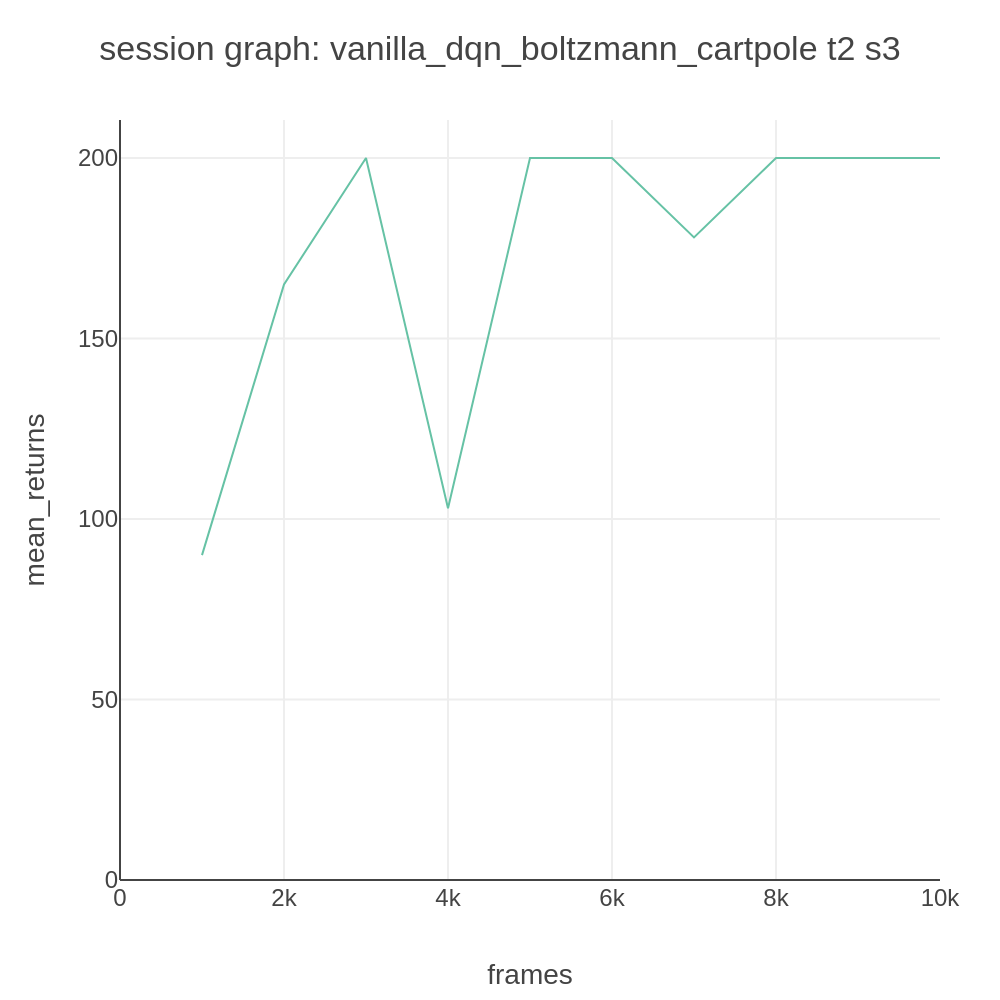 session graph: vanilla_dqn_boltzmann_cartpole t2 s3
200
150
100
50
0
mean_returns
0 2k 4k 6k 8k 10k
frames